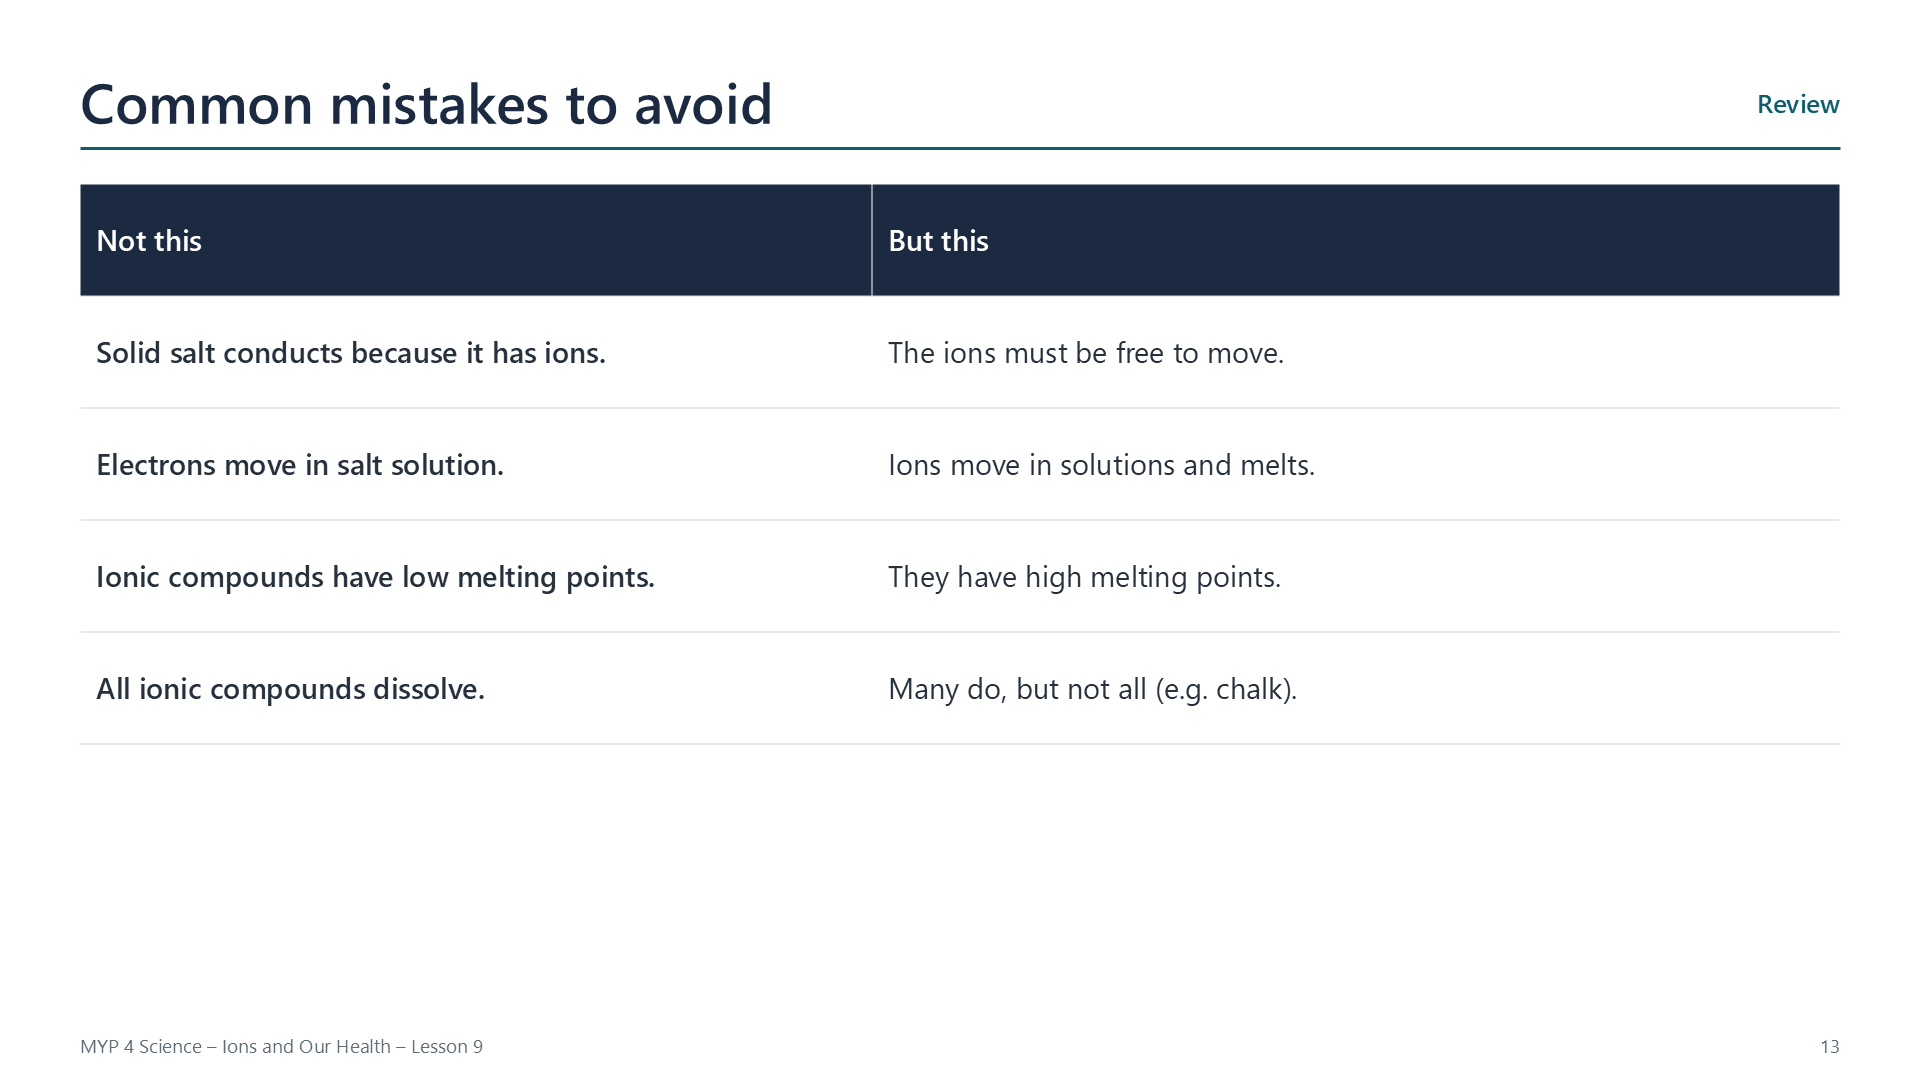 Common mistakes to avoid
Review
Not this
But this
Solid salt conducts because it has ions.
The ions must be free to move.
Electrons move in salt solution.
Ions move in solutions and melts.
Ionic compounds have low melting points.
They have high melting points.
All ionic compounds dissolve.
Many do, but not all (e.g. chalk).
MYP 4 Science – Ions and Our Health – Lesson 9
13